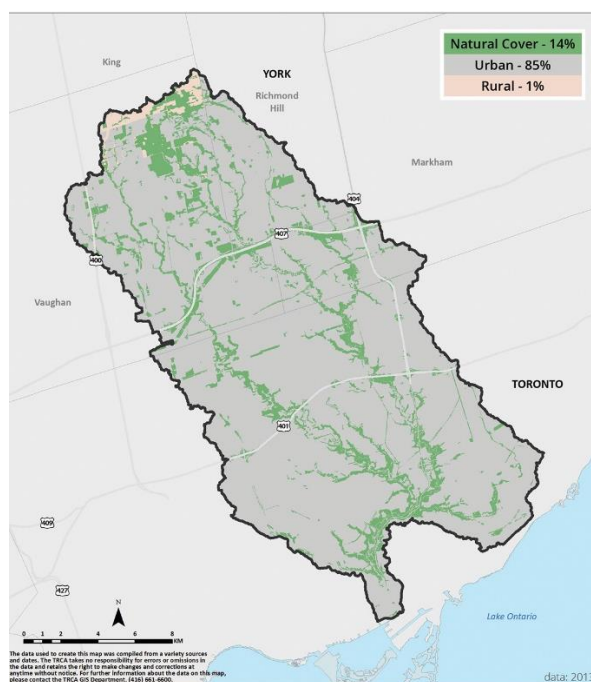 Natural Cover - 14%
Urban - 85%
Rural - 1%
King
YORK
Richmond
Hill
Markham
404
407
400
Vaughan
TORONTO
401
409
427
N
0 1 2 4 6 8
KM
Lake Ontario
The data used to create this map was compiled from a variety sources
and dates. The TRCA takes no responsibility for errors or omissions in
the data and retains the right to make changes and corrections at
anytime without notice. For further information about the data on this map,
please contact the TRCA GIS Department. (416) 661-6600.
data: 2013